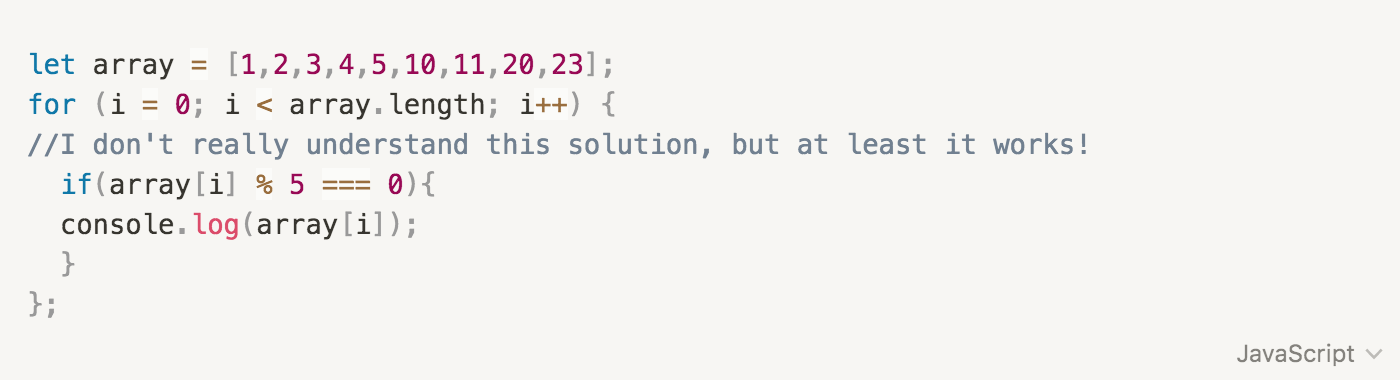 let array = [1,2,3,4,5,10,11,20,23];
for (i = 0; i < array.length; i++) {
//I don't really understand this solution, but at least it works!
  if(array[i] % 5 === 0){
  console.log(array[i]);
  }
};
JavaScript